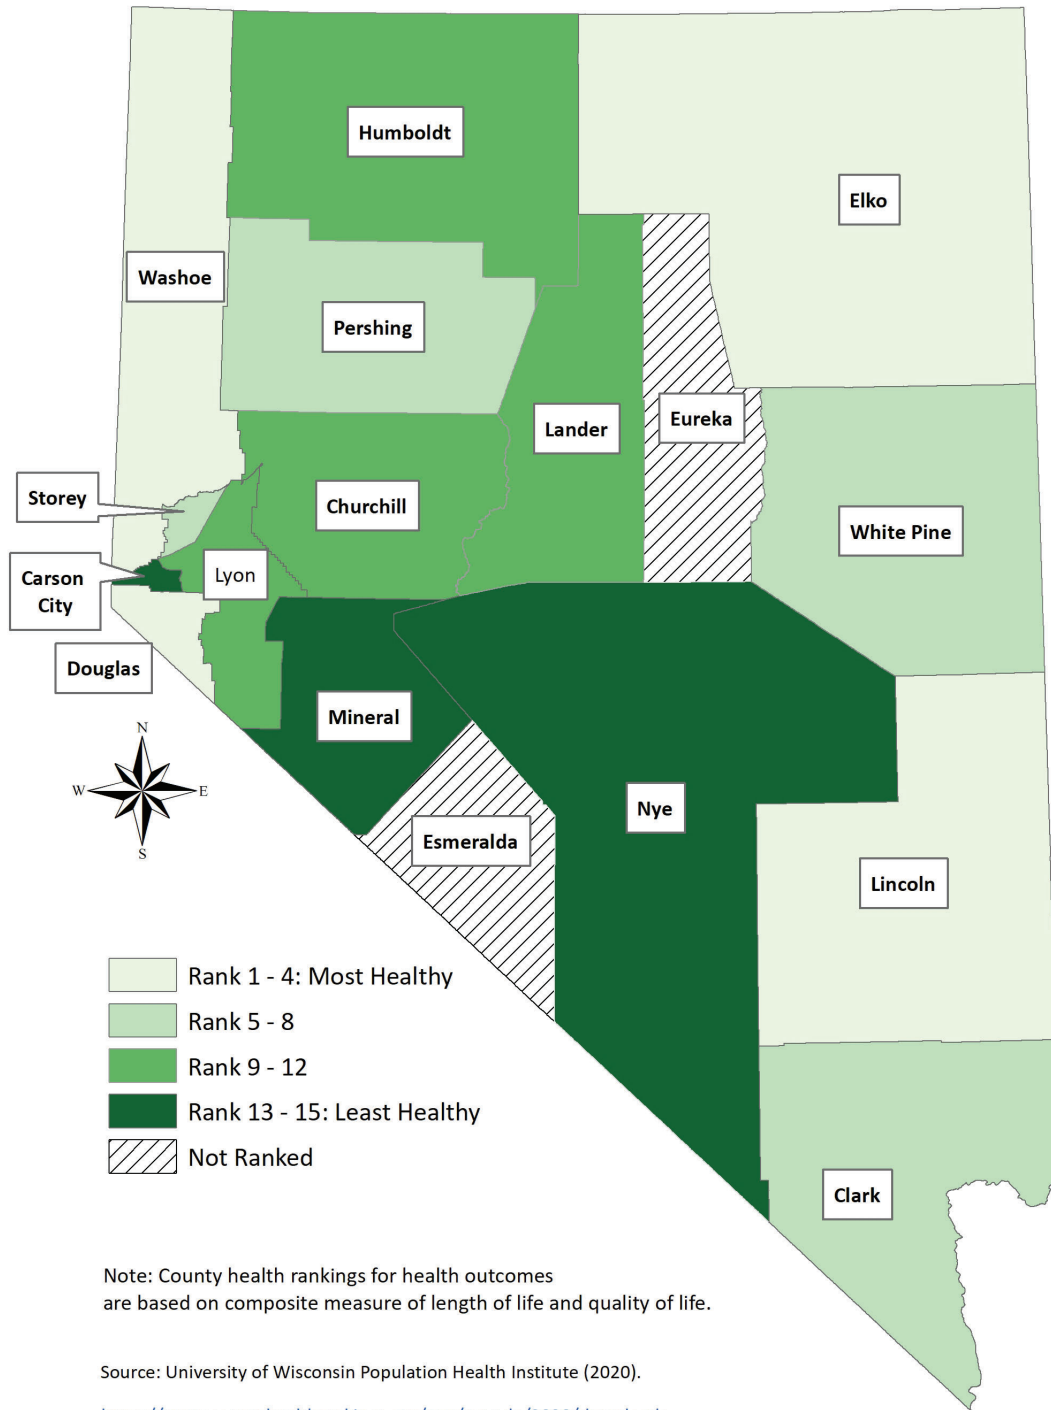 Humboldt
Elko
Washoe
Pershing
Eureka
Lander
Storey
Churchill
White Pine
Carson
City
Lyon
Douglas
Mineral
N
W
E
S
Nye
Esmeralda
Lincoln
Rank 1 - 4: Most Healthy
Rank 5 - 8
Rank 9 - 12
Rank 13 - 15: Least Healthy
Not Ranked
Clark
Note: County health rankings for health outcomes
are based on composite measure of length of life and quality of life.
Source: University of Wisconsin Population Health Institute (2020).